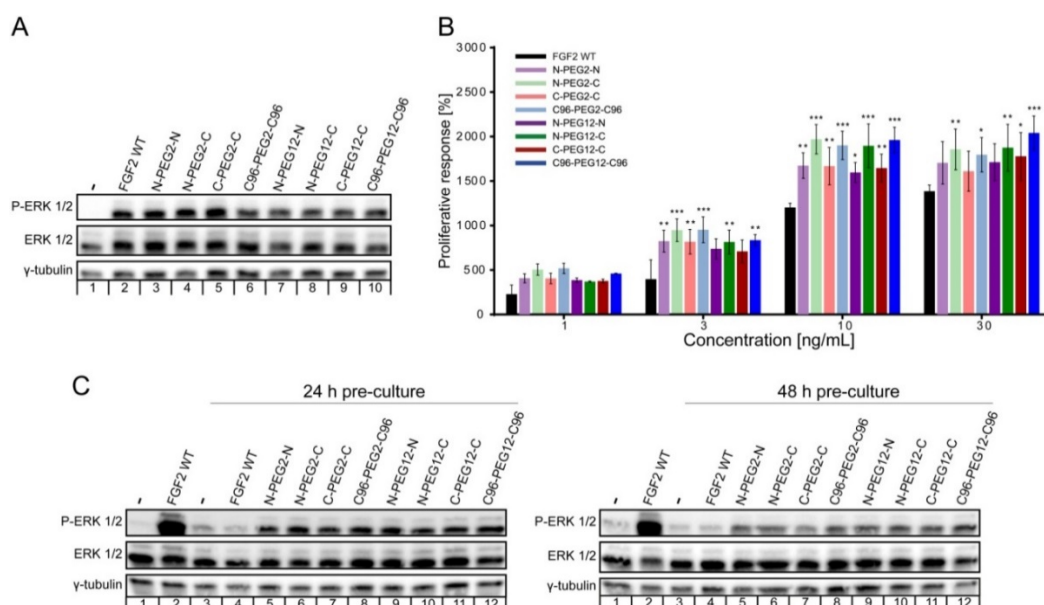 A
-
FGF2 WT
N-PEG2-N
N-PEG2-C
C-PEG2-C
C96-PEG2-C96
N-PEG12-N
N-PEG12-C
C-PEG12-C
C96-PEG12-C96
P-ERK 1/2
ERK 1/2
γ-tubulin
1 2 3 4 5 6 7 8 9 10
B
Proliferative response [%]
3000
2500
2000
1500
1000
500
0
FGF2 WT
N-PEG2-N
N-PEG2-C
C-PEG2-C
C96-PEG2-C96
N-PEG12-N
N-PEG12-C
C-PEG12-C
C96-PEG12-C96
** *** ** *** ** **
** *** ** *** * *** ** ***
** * ** * ***
1 3 10 30
Concentration [ng/mL]
C
24 h pre-culture
-
FGF2 WT
-
FGF2 WT
N-PEG2-N
N-PEG2-C
C-PEG2-C
C96-PEG2-C96
N-PEG12-N
N-PEG12-C
C-PEG12-C
C96-PEG12-C96
P-ERK 1/2
ERK 1/2
γ-tubulin
1 2 3 4 5 6 7 8 9 10 11 12
48 h pre-culture
-
FGF2 WT
-
FGF2 WT
N-PEG2-N
N-PEG2-C
C-PEG2-C
C96-PEG2-C96
N-PEG12-N
N-PEG12-C
C-PEG12-C
C96-PEG12-C96
P-ERK 1/2
ERK 1/2
γ-tubulin
1 2 3 4 5 6 7 8 9 10 11 12